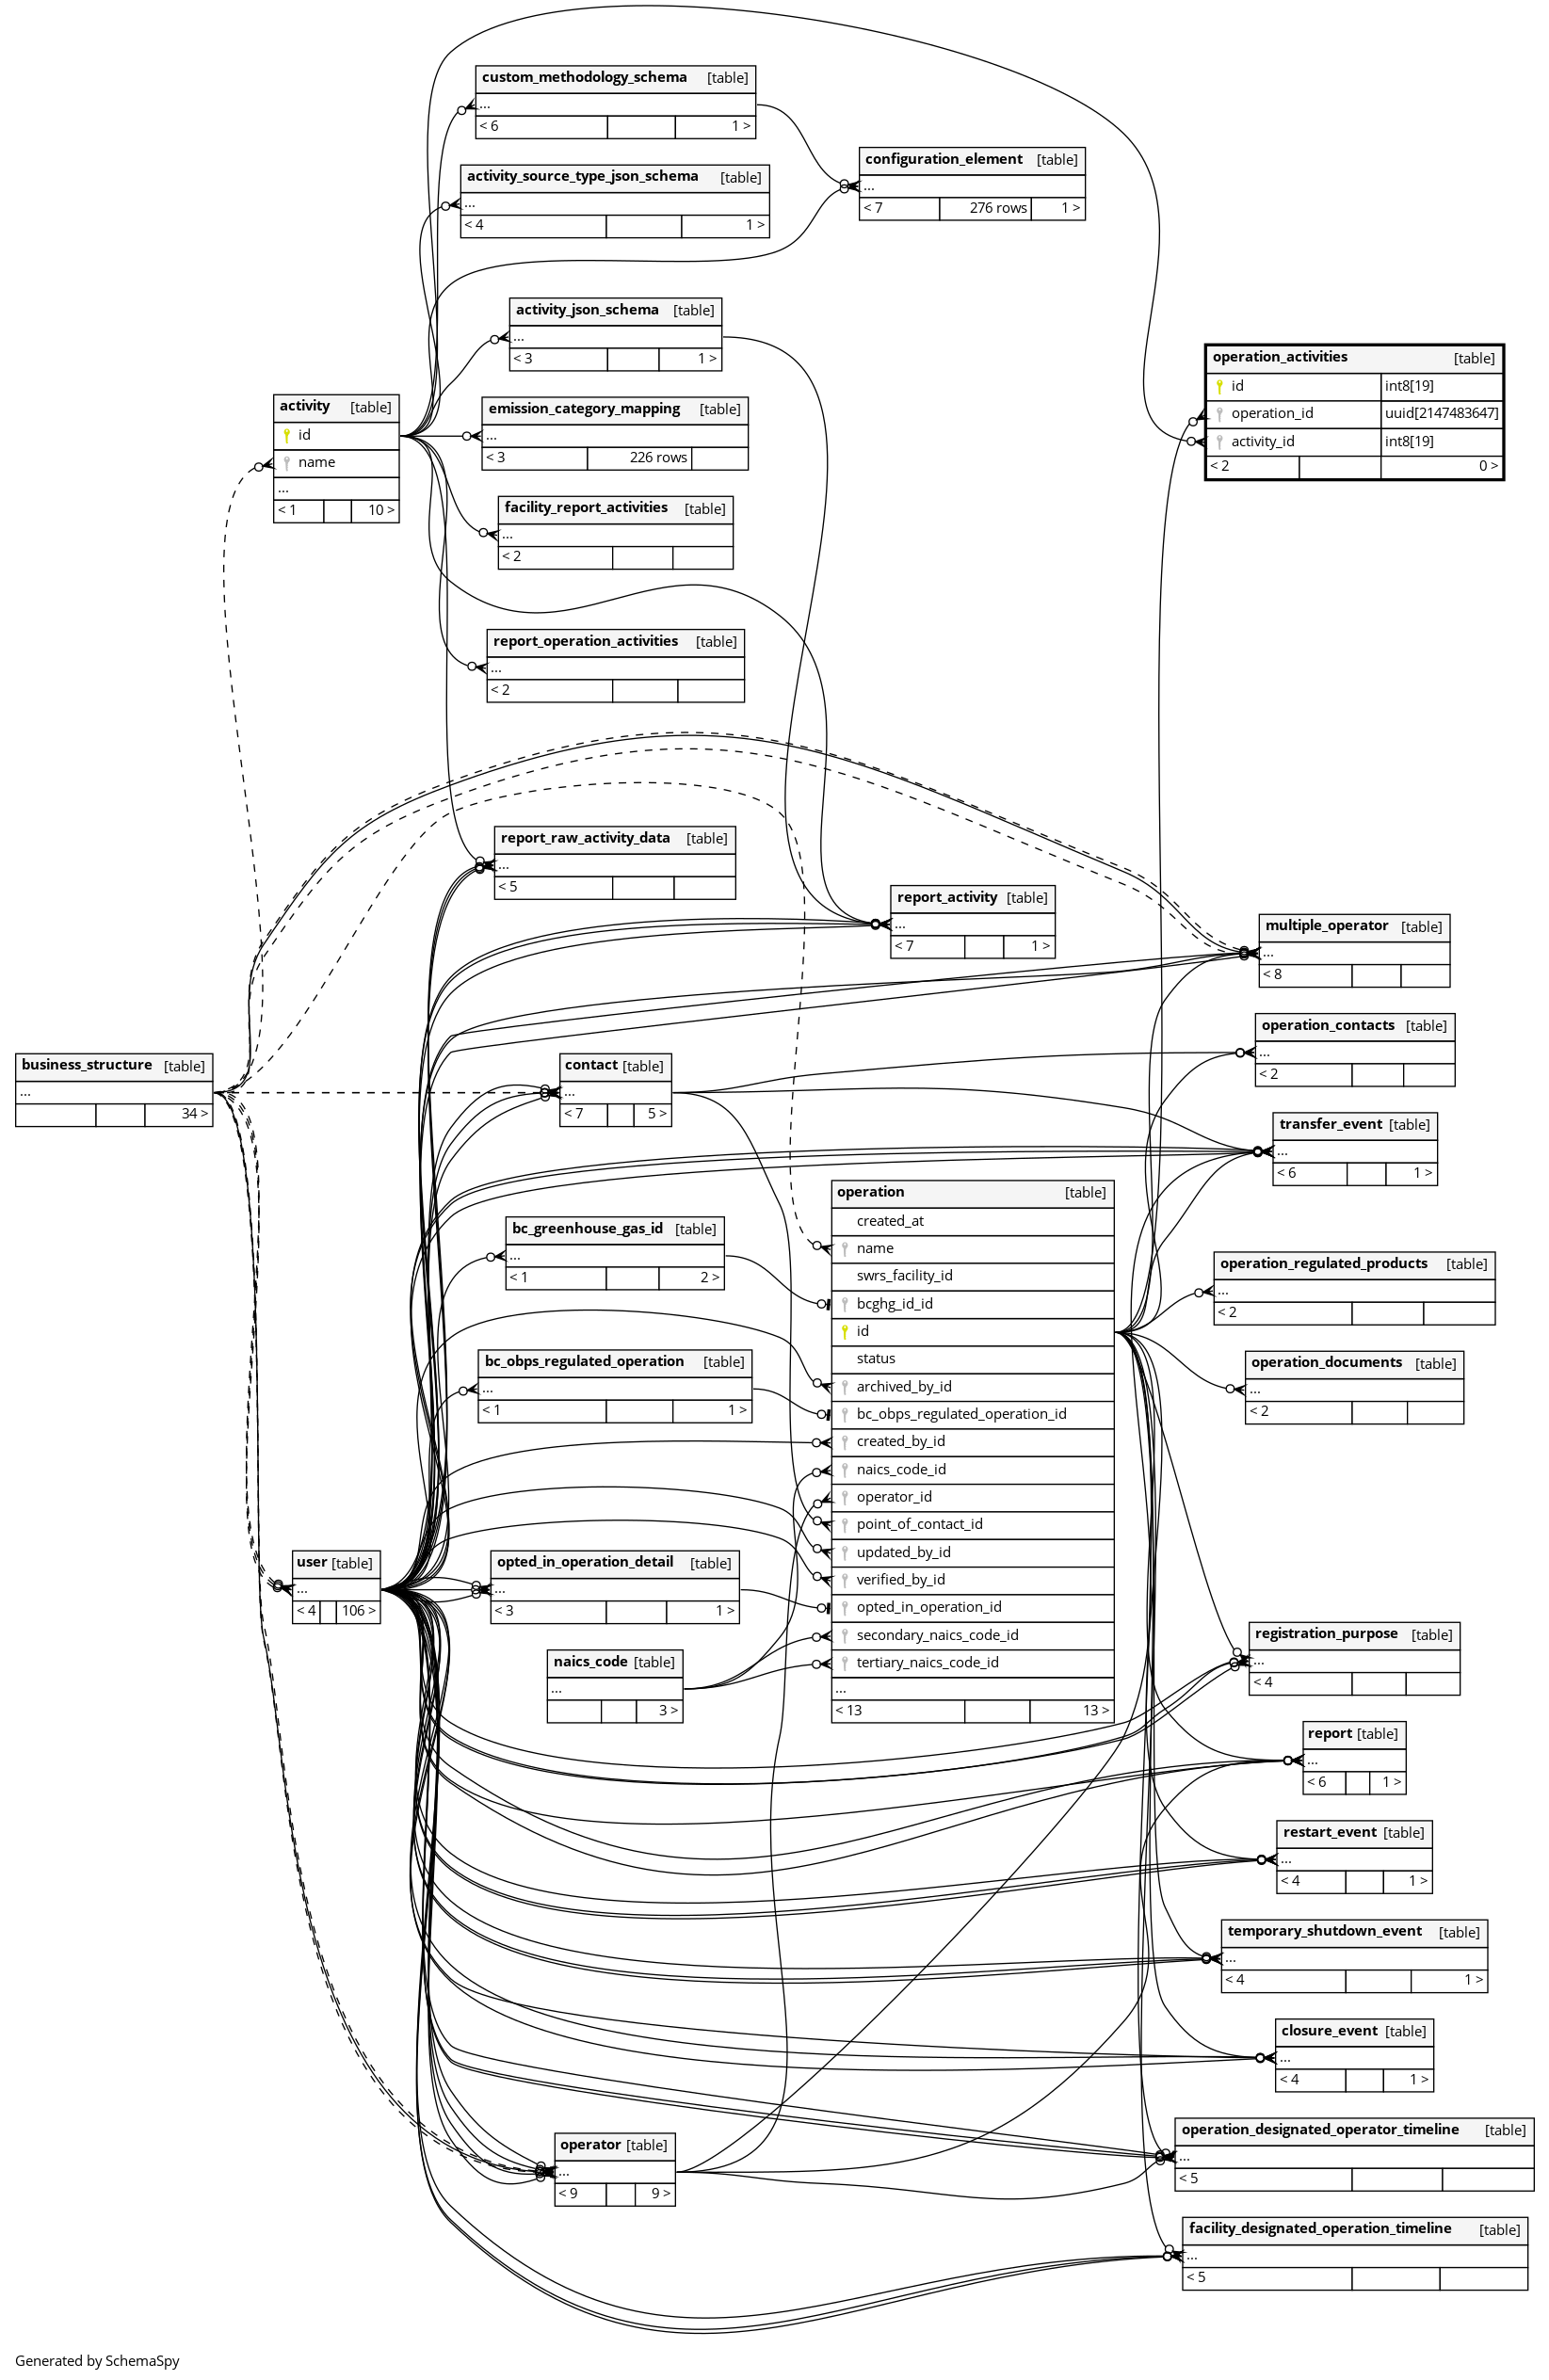 custom_methodology_schema [table]
...
< 6 1 >
activity_source_type_json_schema [table]
...
< 4 1 >
configuration_element [table]
...
< 7 276 rows 1 >
activity_json_schema [table]
...
< 3 1 >
operation_activities [table]
id int8[19]
operation_id uuid[2147483647]
activity_id int8[19]
< 2 0 >
activity [table]
id
name
...
< 1 10 >
emission_category_mapping [table]
...
< 3 226 rows
facility_report_activities [table]
...
< 2
report_operation_activities [table]
...
< 2
report_raw_activity_data [table]
...
< 5
report_activity [table]
...
< 7 1 >
multiple_operator [table]
...
< 8
operation_contacts [table]
...
< 2
business_structure [table]
...
34 >
contact [table]
...
< 7 5 >
transfer_event [table]
...
< 6 1 >
operation [table]
created_at
name
swrs_facility_id
bcghg_id_id
id
status
archived_by_id
bc_obps_regulated_operation_id
created_by_id
naics_code_id
operator_id
point_of_contact_id
updated_by_id
verified_by_id
opted_in_operation_id
secondary_naics_code_id
tertiary_naics_code_id
...
< 13 13 >
bc_greenhouse_gas_id [table]
...
< 1 2 >
operation_regulated_products [table]
...
< 2
bc_obps_regulated_operation [table]
...
< 1 1 >
operation_documents [table]
...
< 2
user [table]
...
< 4 106 >
opted_in_operation_detail [table]
...
< 3 1 >
naics_code [table]
...
3 >
registration_purpose [table]
...
< 4
report [table]
...
< 6 1 >
restart_event [table]
...
< 4 1 >
temporary_shutdown_event [table]
...
< 4 1 >
closure_event [table]
...
< 4 1 >
operator [table]
...
< 9 9 >
operation_designated_operator_timeline [table]
...
< 5
facility_designated_operation_timeline [table]
...
< 5
Generated by SchemaSpy